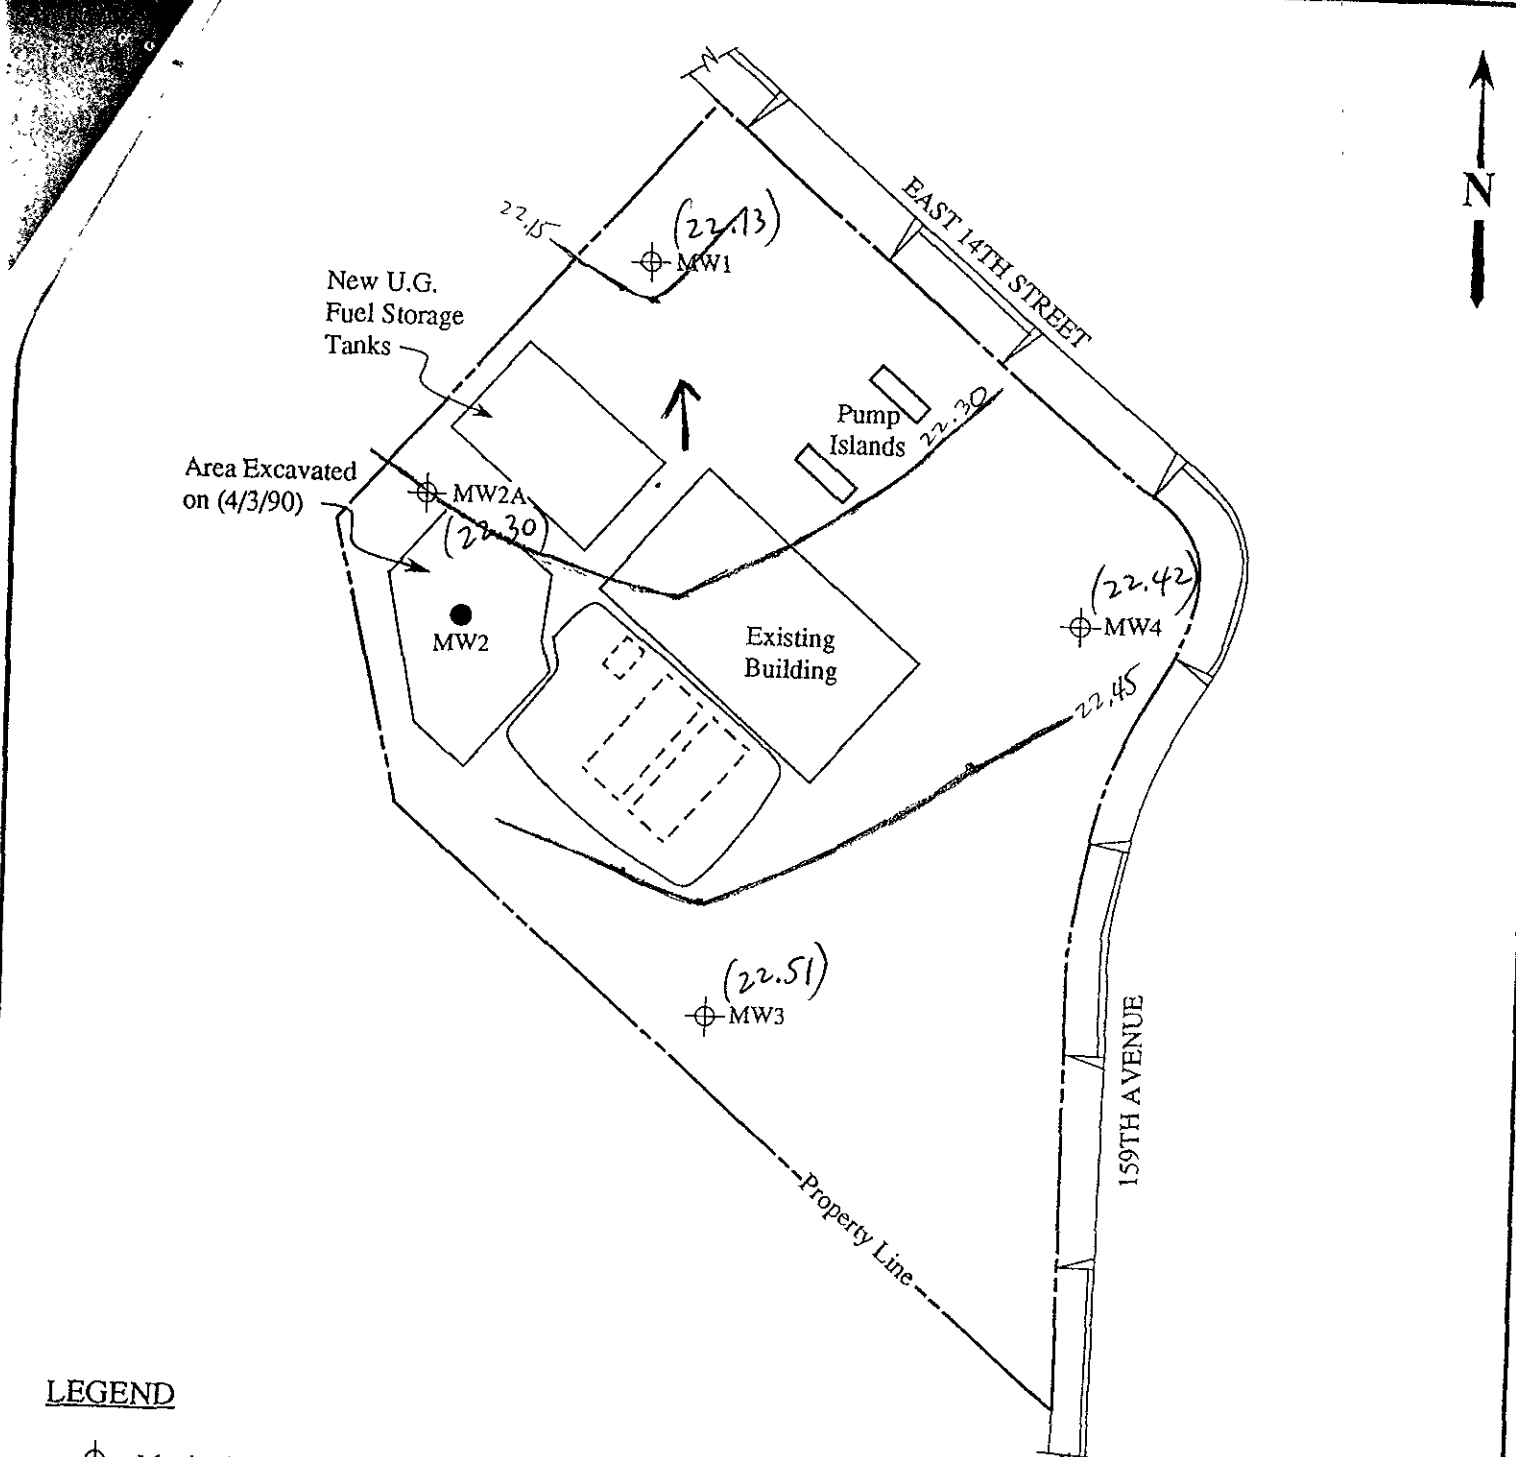 N
EAST 14TH STREET
22.15
(22.13)
MW1
New U.G.
Fuel Storage
Tanks
Pump
Islands
22.30
Area Excavated
on (4/3/90)
MW2A
(22.30)
MW2
Existing
Building
(22.42)
MW4
22.45
(22.51)
MW3
159TH AVENUE
Property Line
LEGEND